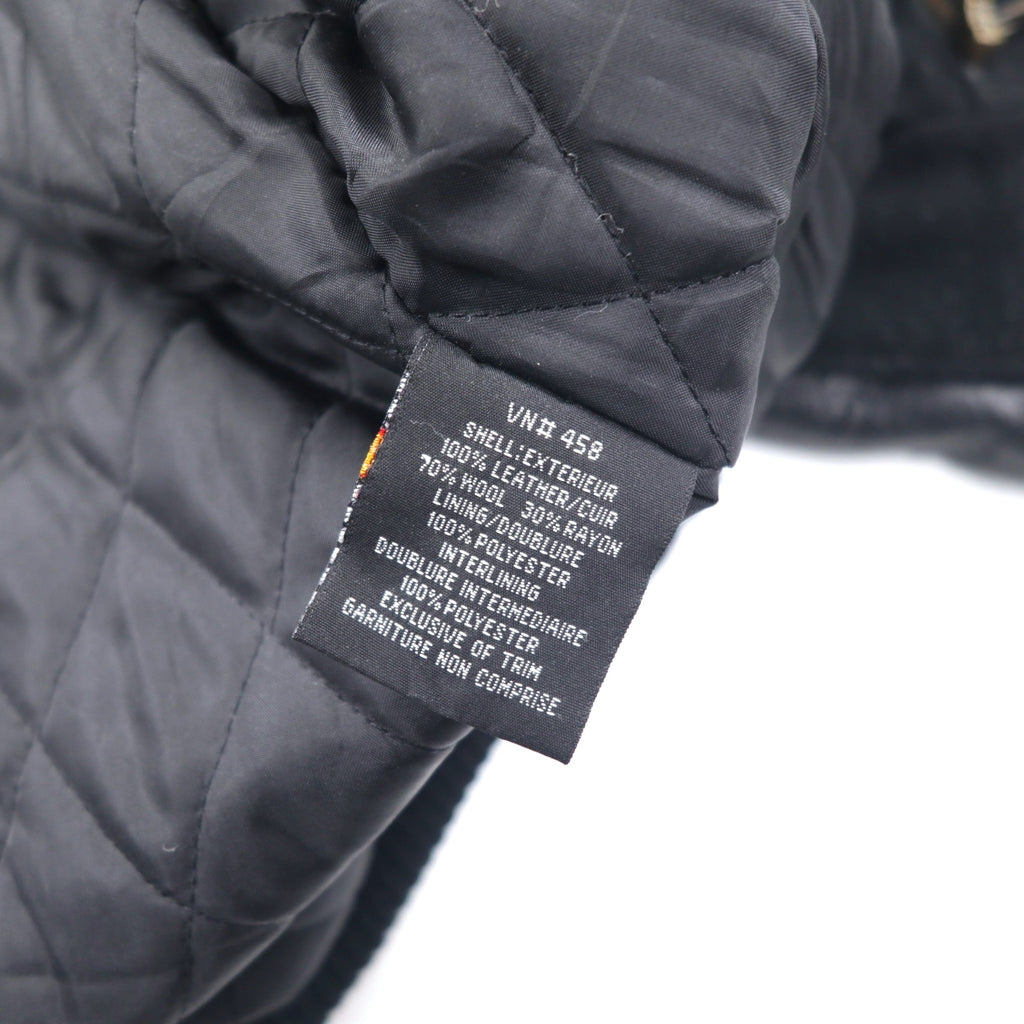 VN# 458
SHELL:EXTERIEUR
100% LEATHER/CUIR
70% WOOL 30% RAYON
LINING/DOUBLURE
100% POLYESTER
INTERLINING
DOUBLURE INTERMEDIAIRE
100% POLYESTER
EXCLUSIVE OF TRIM
GARNITURE NON COMPRISE